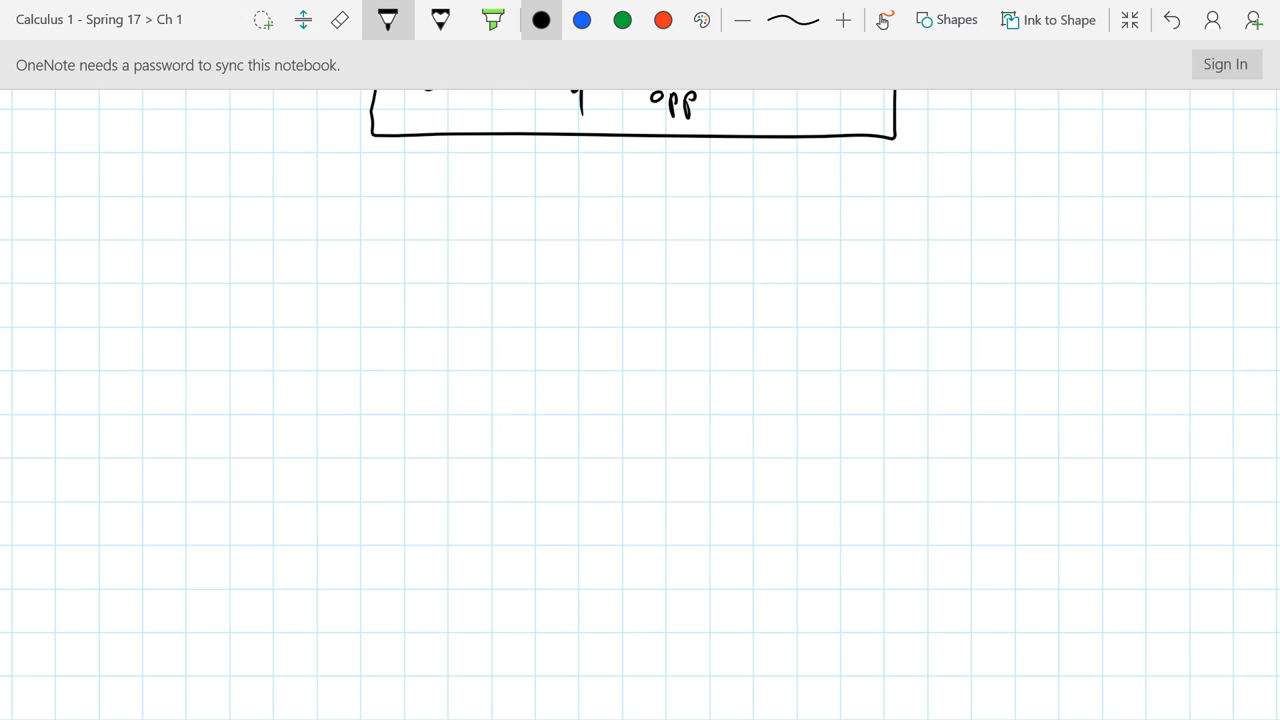 Calculus 1 - Spring 17 > Ch 1
Shapes
Ink to Shape
OneNote needs a password to sync this notebook.
Sign In
opp